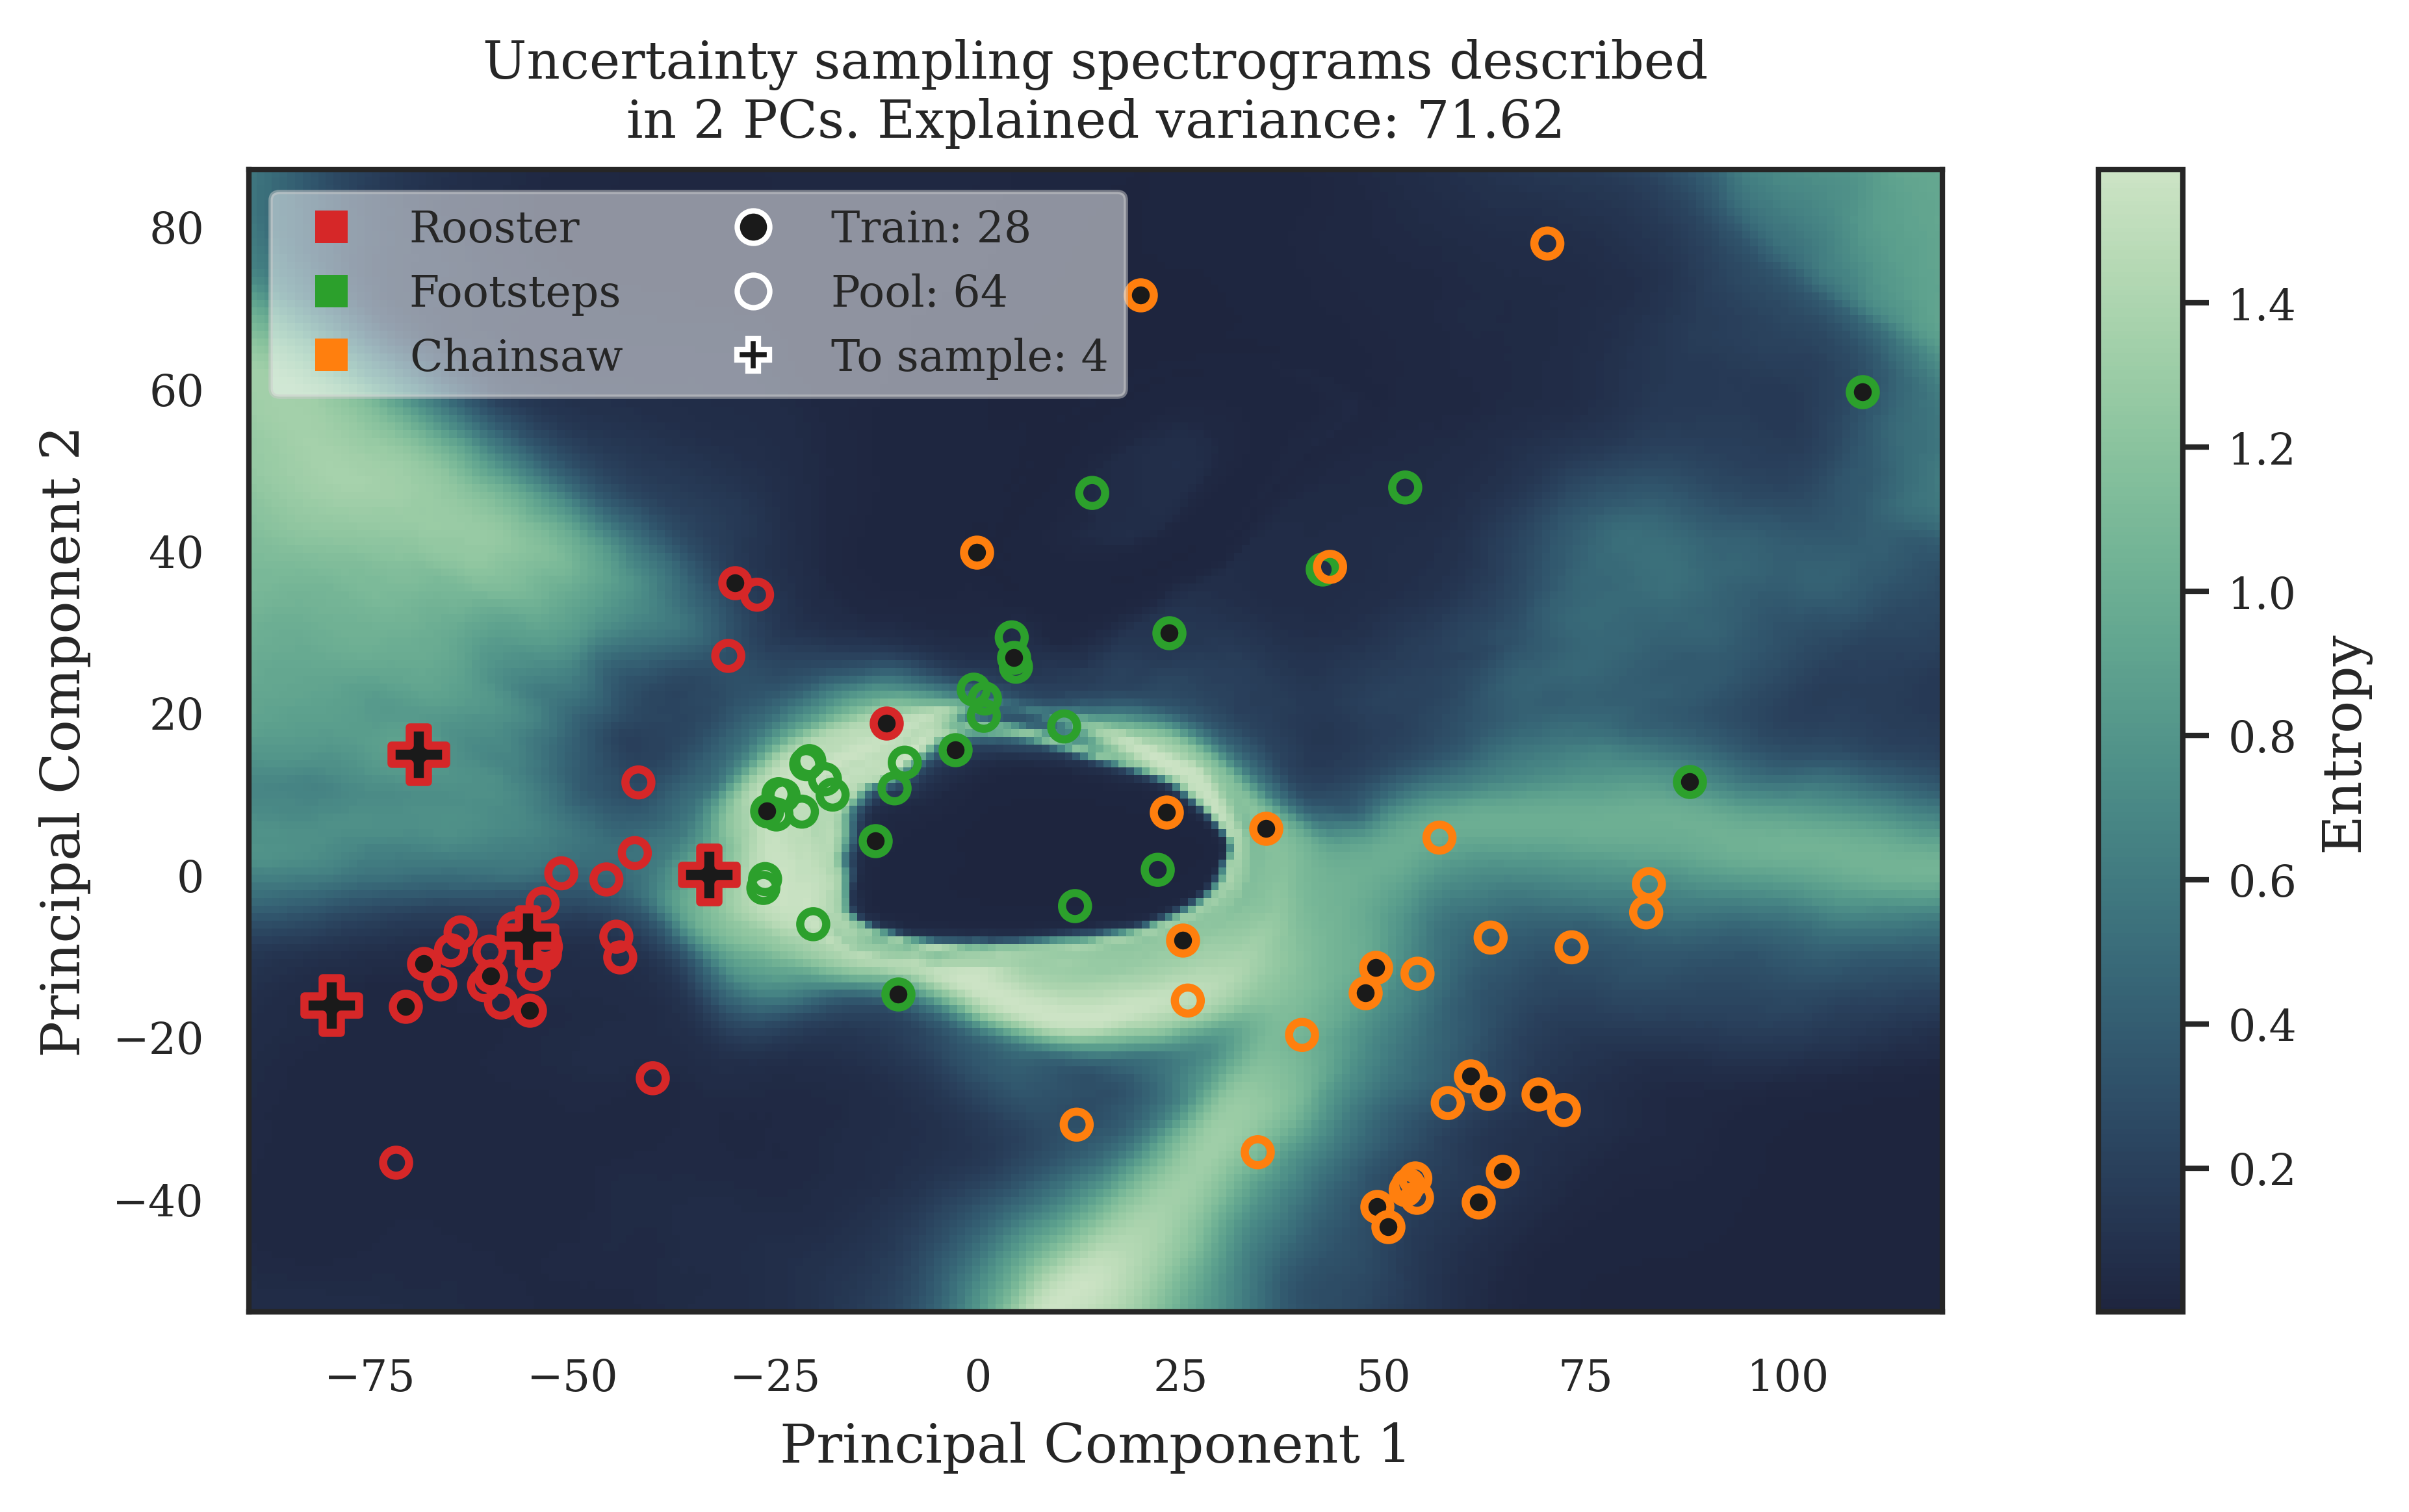 Uncertainty sampling spectrograms described
in 2 PCs. Explained variance: 71.62
Rooster
Footsteps
Chainsaw
Train: 28
Pool: 64
To sample: 4
Principal Component 2
80
60
40
20
0
−20
−40
−75
−50
−25
0
25
50
75
100
Principal Component 1
1.4
1.2
1.0
0.8
0.6
0.4
0.2
Entropy